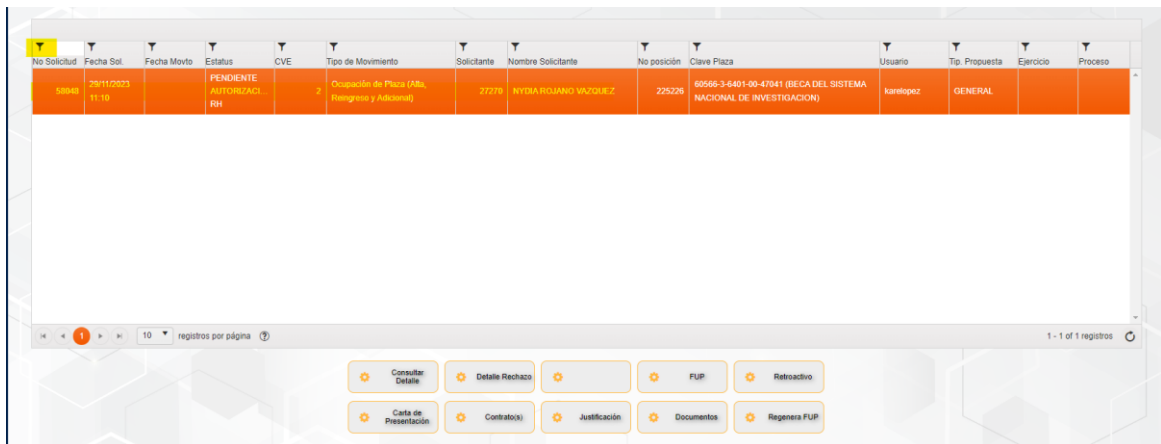 No Solicitud Fecha Sol. Fecha Movto Estatus CVE Tipo de Movimiento Solicitante Nombre Solicitante No posición Clave Plaza Usuario Tip. Propuesta Ejercicio Proceso
58048 29/11/2023 11:10 PENDIENTE AUTORIZACI... RH 2 Ocupación de Plaza (Alta, Reingreso y Adicional) 27270 NYDIA ROJANO VAZQUEZ 225226 60566-3-6401-00-47041 (BECA DEL SISTEMA NACIONAL DE INVESTIGACION) karelopez GENERAL
1 10 registros por página 1 - 1 of 1 registros
Consultar Detalle
Detalle Rechazo
FUP
Retroactivo
Carta de Presentación
Contrato(s)
Justificación
Documentos
Regenera FUP